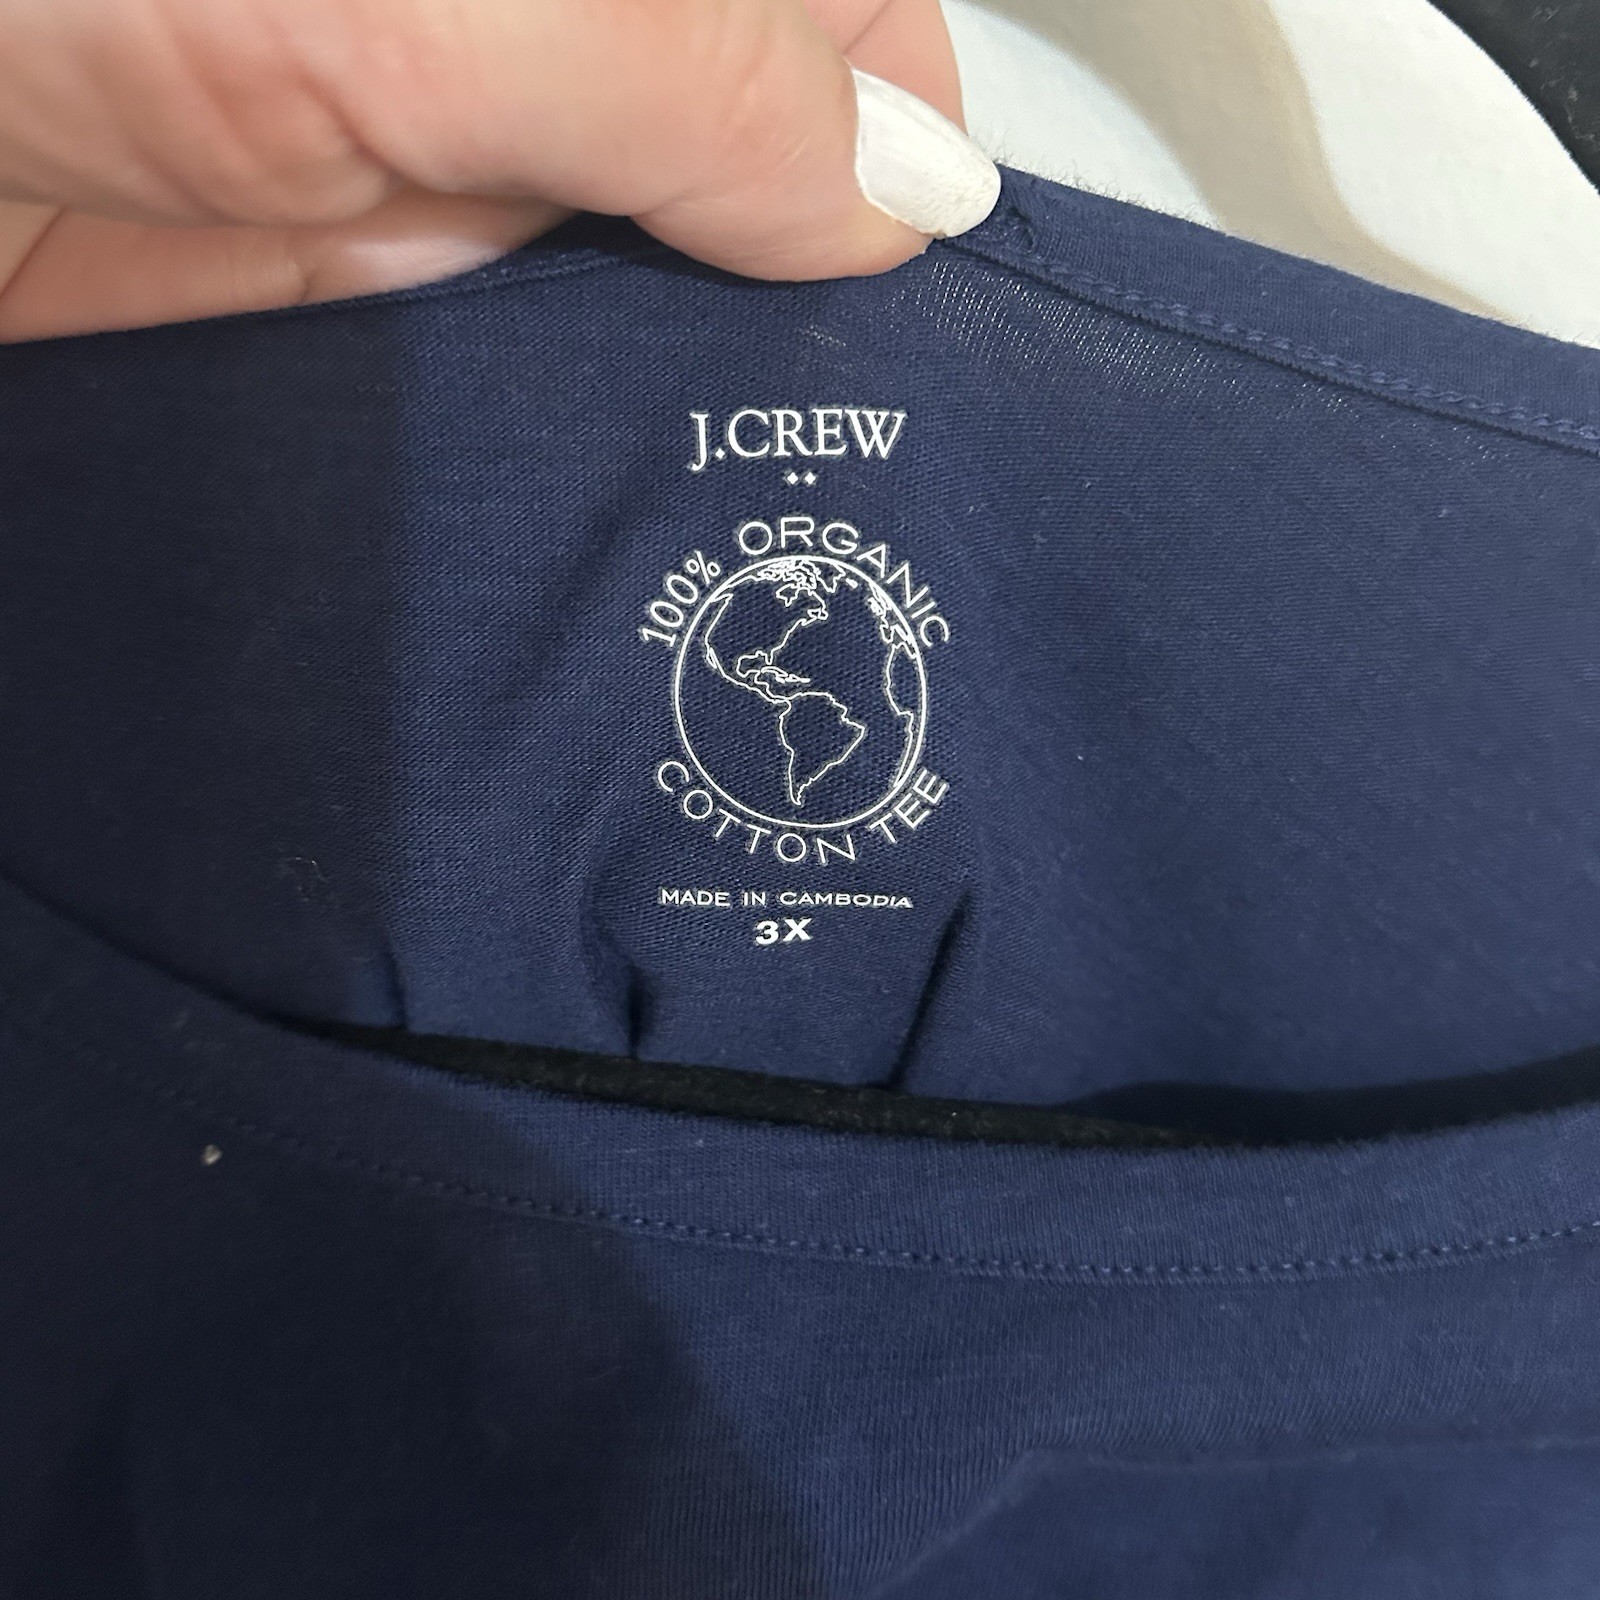 J.CREW
100% ORGANIC
COTTON TEE
MADE IN CAMBODIA
3X